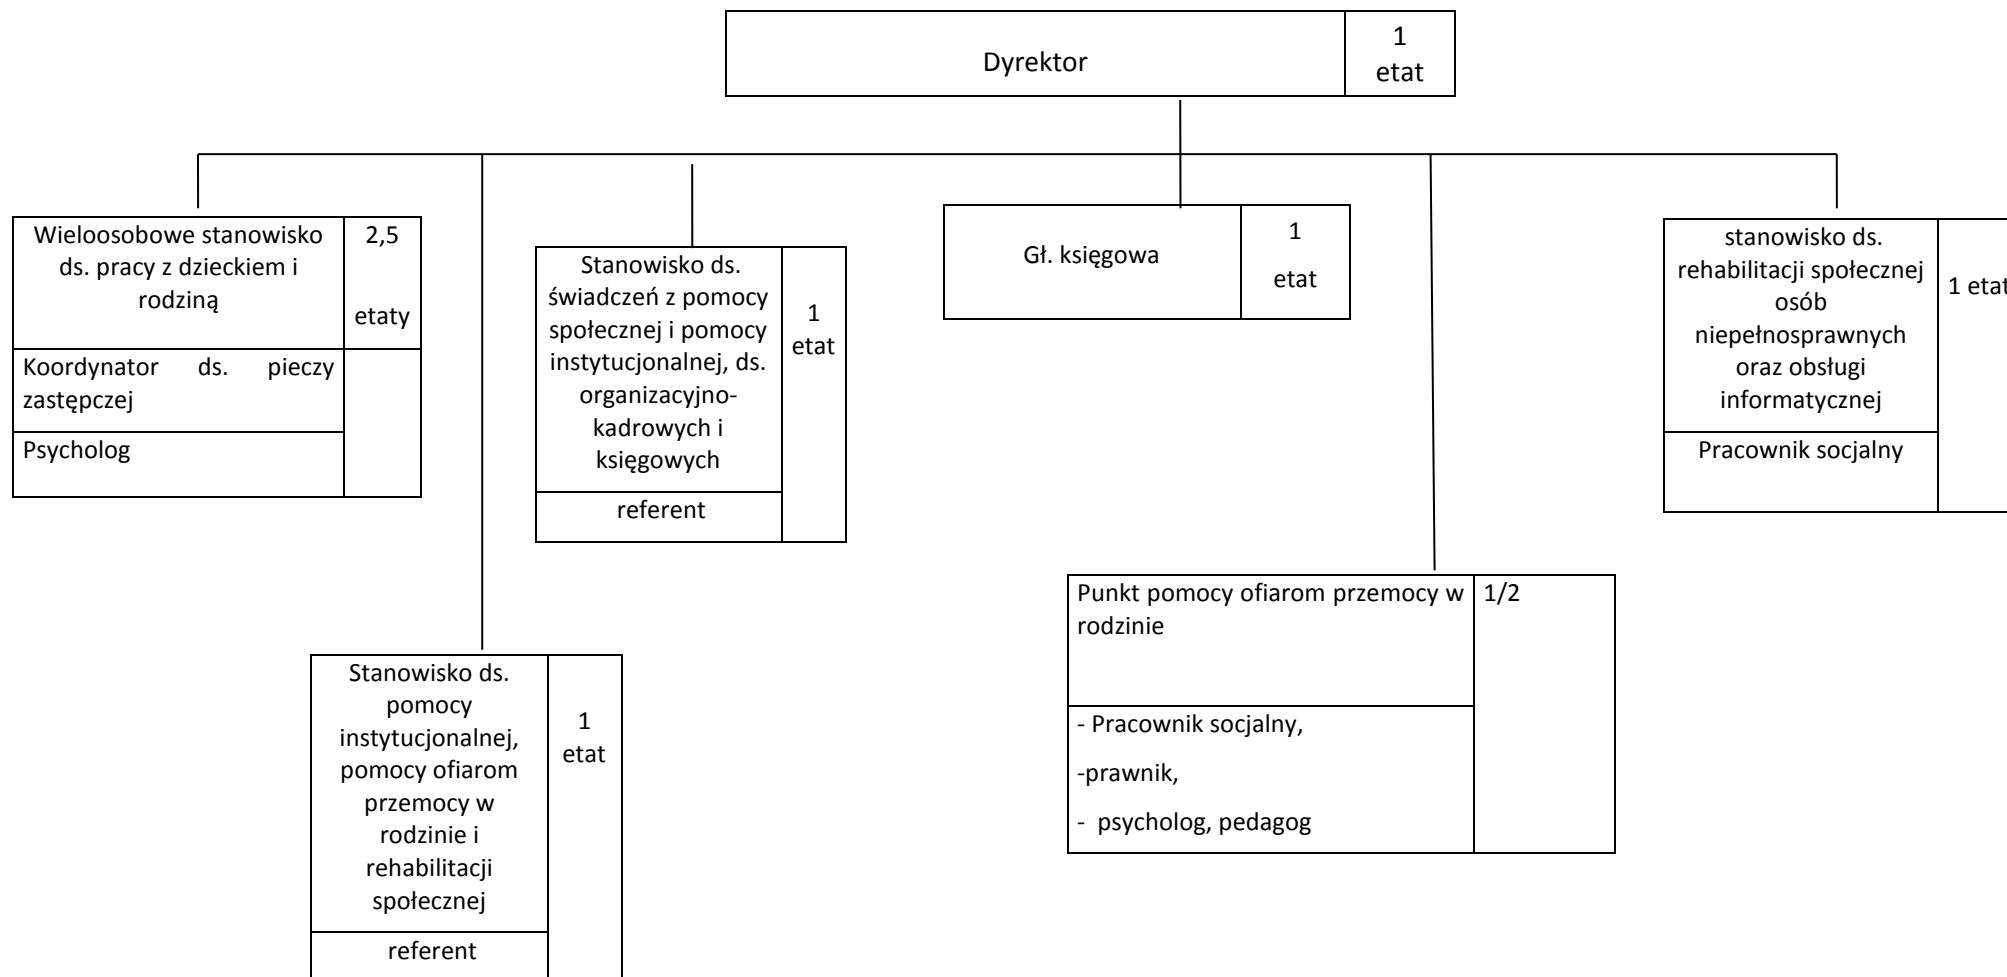 Dyrektor
1
etat
Wieloosobowe stanowisko
ds. pracy z dzieckiem i
rodziną
2,5
etaty
Koordynator ds. pieczy
zastępczej
Psycholog
Stanowisko ds.
świadczeń z pomocy
społecznej i pomocy
instytucjonalnej, ds.
organizacyjno-
kadrowych i
księgowych
1
etat
referent
Gł. księgowa
1
etat
stanowisko ds.
rehabilitacji społecznej
osób
niepełnosprawnych
oraz obsługi
informatycznej
1 etat
Pracownik socjalny
Stanowisko ds.
pomocy
instytucjonalnej,
pomocy ofiarom
przemocy w
rodzinie i
rehabilitacji
społecznej
1
etat
referent
Punkt pomocy ofiarom przemocy w
rodzinie
1/2
- Pracownik socjalny,
-prawnik,
- psycholog, pedagog